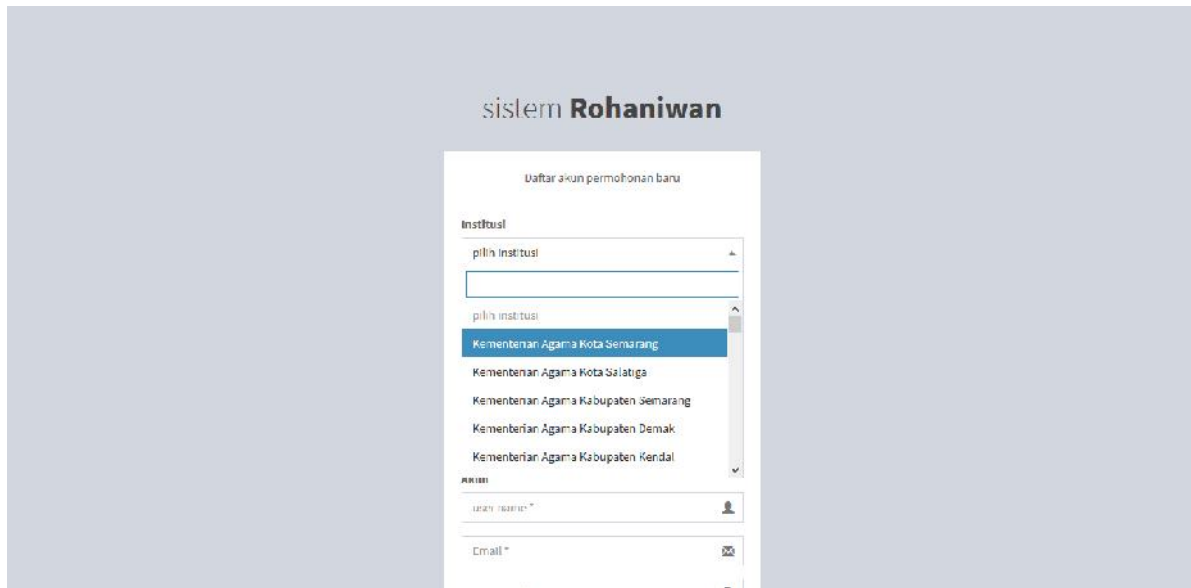 sistem Rohaniwan
Daftar akun permohonan baru
Institusi
pilih institusi
pilih institusi
Kementerian Agama Kota Semarang
Kementerian Agama Kota Salatiga
Kementerian Agama Kabupaten Semarang
Kementerian Agama Kabupaten Demak
Kementerian Agama Kabupaten Kendal
Akun
user name *
Email *